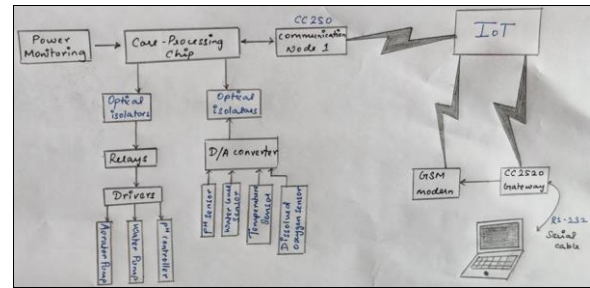 Power
Monitoring
Core-Processing
Chip
CC250
Communication
Node 1
IoT
Optical
isolators
Optical
isolators
Relays
D/A converter
Drivers
Aerator Pump
Water Pump
pH controller
pH Sensor
Water level
Sensor
Temperature
Sensor
Dissolved
Oxygen Sensor
GSM
modem
CC2520
Gateway
RS-232
Serial
cable